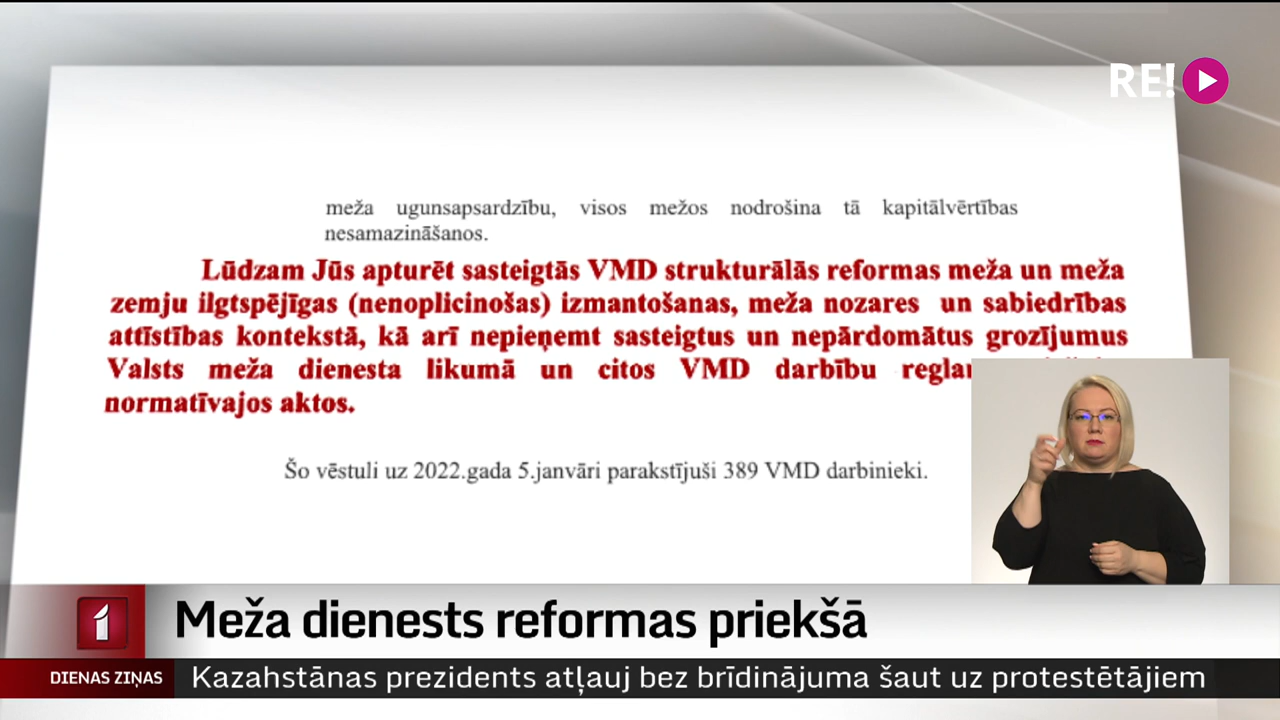 RE!
meža ugunsapsardzību, visos mežos nodrošina tā kapitālvērtības
nesamazināšanos.
Lūdzam Jūs apturēt sasteigtās VMD strukturālās reformas meža un meža
zemju ilgtspējīgas (nenoplicinošas) izmantošanas, meža nozares un sabiedrības
attīstības kontekstā, kā arī nepieņemt sasteigtus un nepārdomātus grozījumus
Valsts meža dienesta likumā un citos VMD darbību
normatīvajos aktos.
Šo vēstuli uz 2022.gada 5.janvāri parakstījuši 389 VMD darbinieki.
1
Meža dienests reformas priekšā
DIENAS ZIŅAS
Kazahstānas prezidents atļauj bez brīdinājuma šaut uz protestētājiem